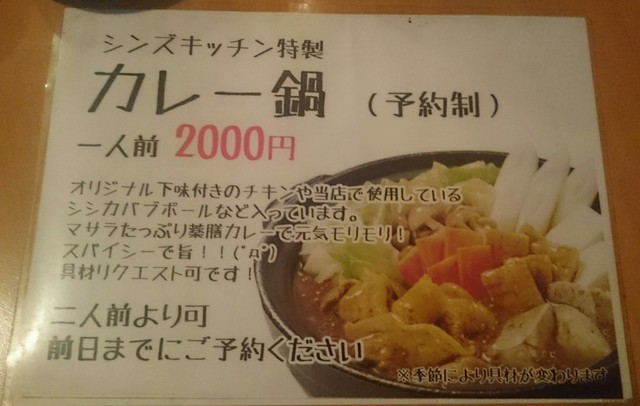 シンズキッチン特製
カレー鍋 (予約制)
一人前 2000円
オリジナル下味付きのチキンや当店で使用している
シシカバブボールなど入っています。
マサラたっぷり薬膳カレーで元気モリモリ!
スパイシーで旨!!(ﾟдﾟ)
具材リクエスト可です!
二人前より可
前日までにご予約ください
※季節により具材が変わります